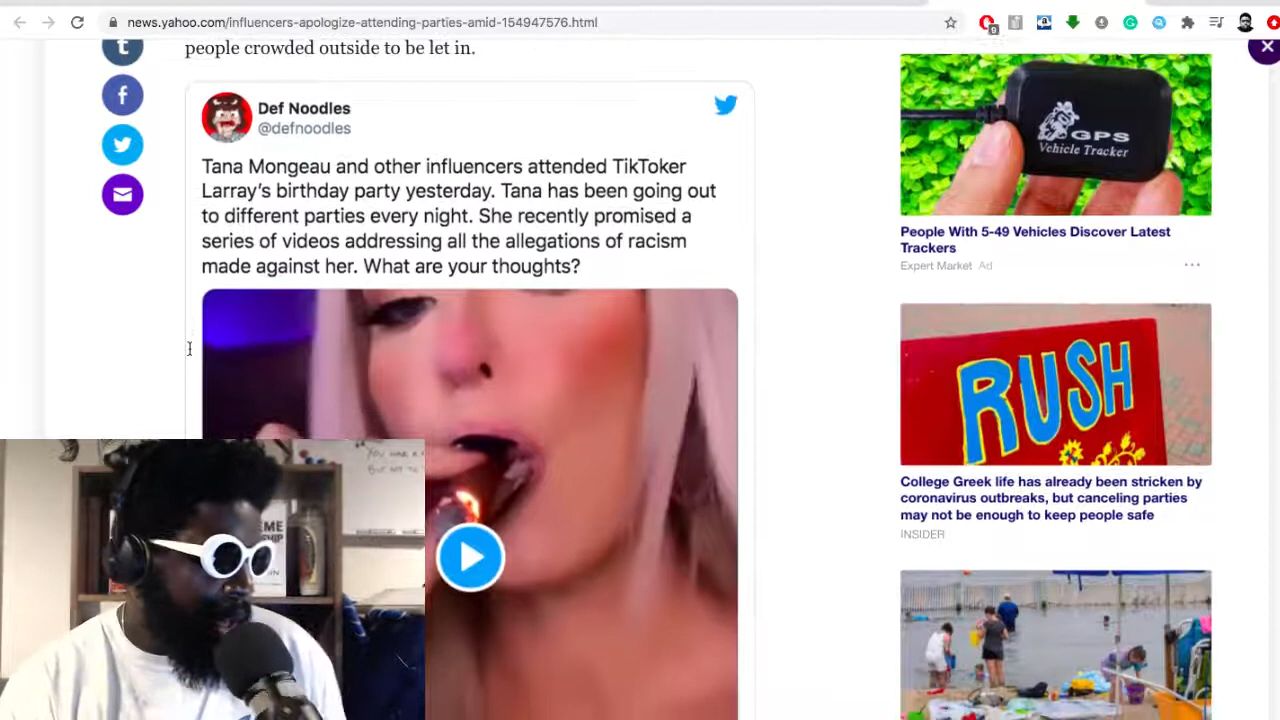 news.yahoo.com/influencers-apologize-attending-parties-amid-154947576.html
people crowded outside to be let in.
Def Noodles
@defnoodles
Tana Mongeau and other influencers attended TikToker
Larray's birthday party yesterday. Tana has been going out
to different parties every night. She recently promised a
series of videos addressing all the allegations of racism
made against her. What are your thoughts?
GPS
Vehicle Tracker
People With 5-49 Vehicles Discover Latest
Trackers
Expert Market Ad
RUSH
College Greek life has already been stricken by
coronavirus outbreaks, but canceling parties
may not be enough to keep people safe
INSIDER